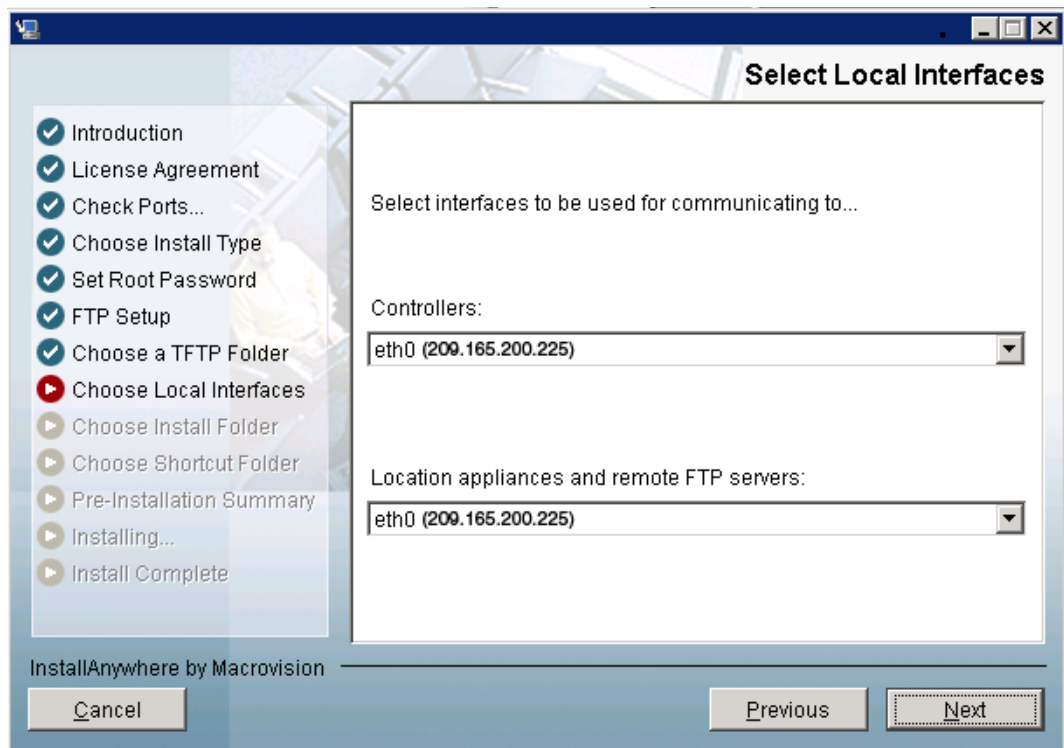 Select Local Interfaces
Introduction
License Agreement
Check Ports...
Choose Install Type
Set Root Password
FTP Setup
Choose a TFTP Folder
Choose Local Interfaces
Choose Install Folder
Choose Shortcut Folder
Pre-Installation Summary
Installing...
Install Complete
Select interfaces to be used for communicating to...
Controllers:
eth0 (209.165.200.225)
Location appliances and remote FTP servers:
eth0 (209.165.200.225)
InstallAnywhere by Macrovision
Cancel
Previous
Next